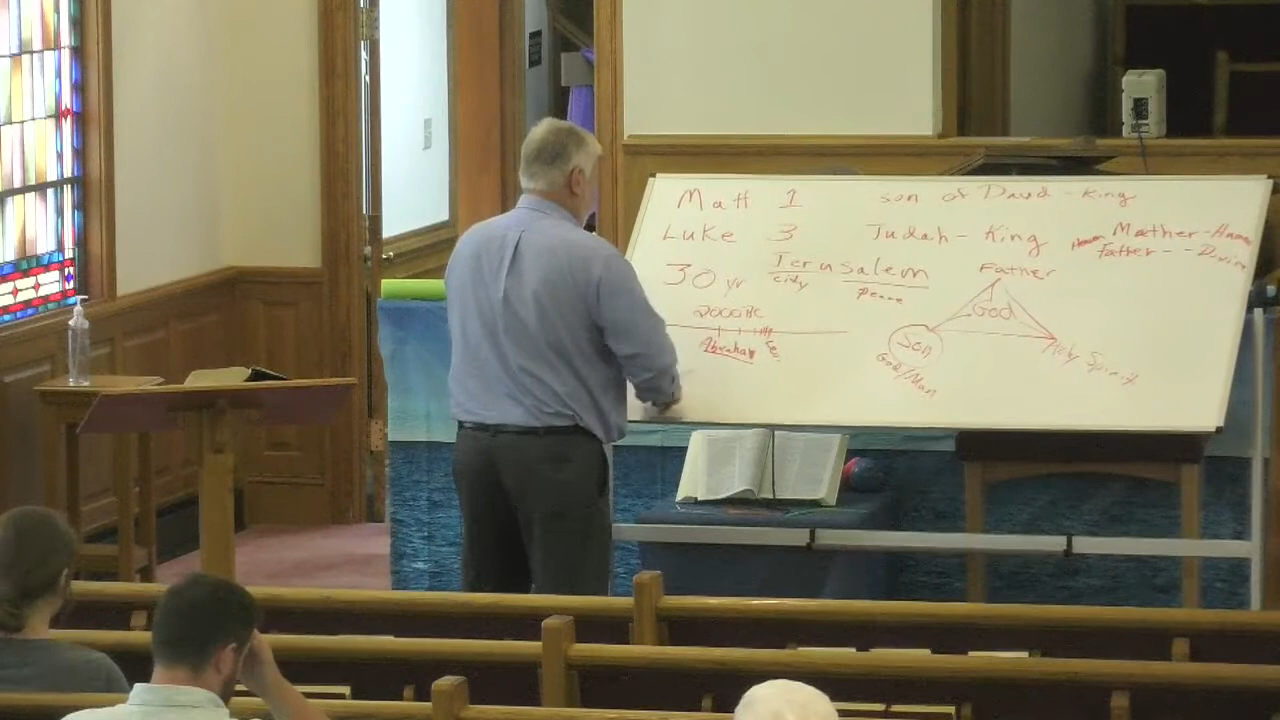 Matt 1 son of David - King
Luke 3 Judah - King
Mother - Human
Father - - Divine
30 yr Jerusalem
city peace
2000 BC
Abraham
Father
God
Son
Holy Spirit
God/Man